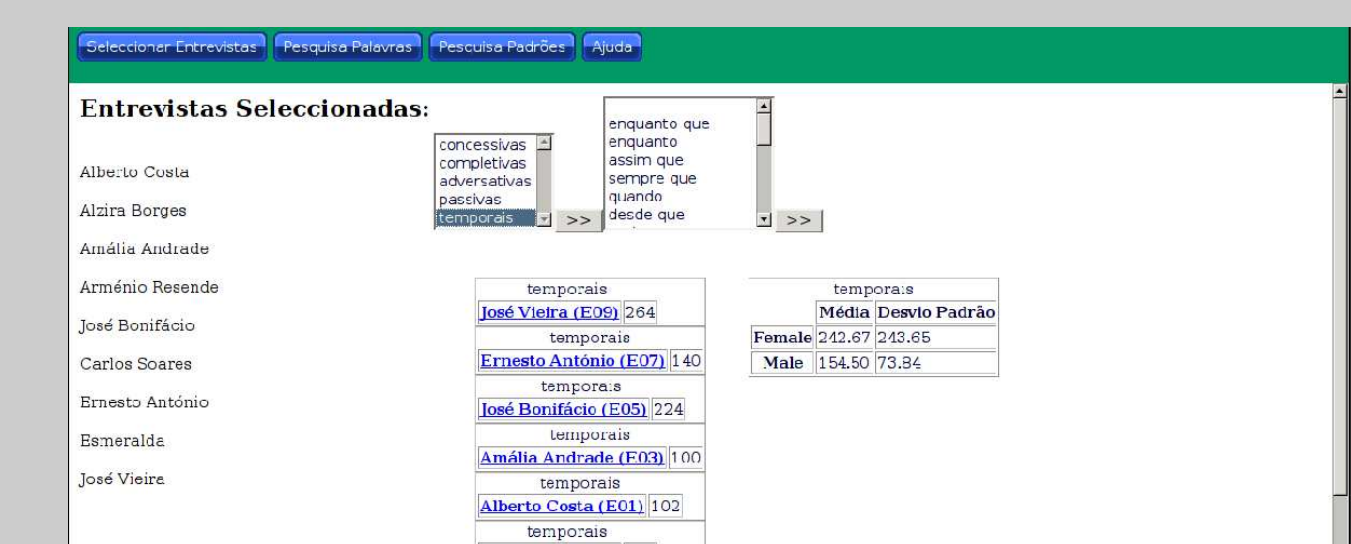 Seleccionar Entrevistas Pesquisa Palavras Pesquisa Padrões Ajuda
Entrevistas Seleccionadas:
Alberto Costa
Alzira Borges
Amália Andrade
Arménio Resende
José Bonifácio
Carlos Soares
Ernesto António
Esmeralda
José Vieira
concessivas
completivas
adversativas
passivas
temporais
>>
enquanto que
enquanto
assim que
sempre que
quando
desde que
>>
temporais
José Vieira (E09) 264
temporais
Ernesto António (E07) 140
temporais
José Bonifácio (E05) 224
temporais
Amália Andrade (E03) 100
temporais
Alberto Costa (E01) 102
temporais
temporais
Média Desvio Padrão
Female 242.67 243.65
Male 154.50 73.84